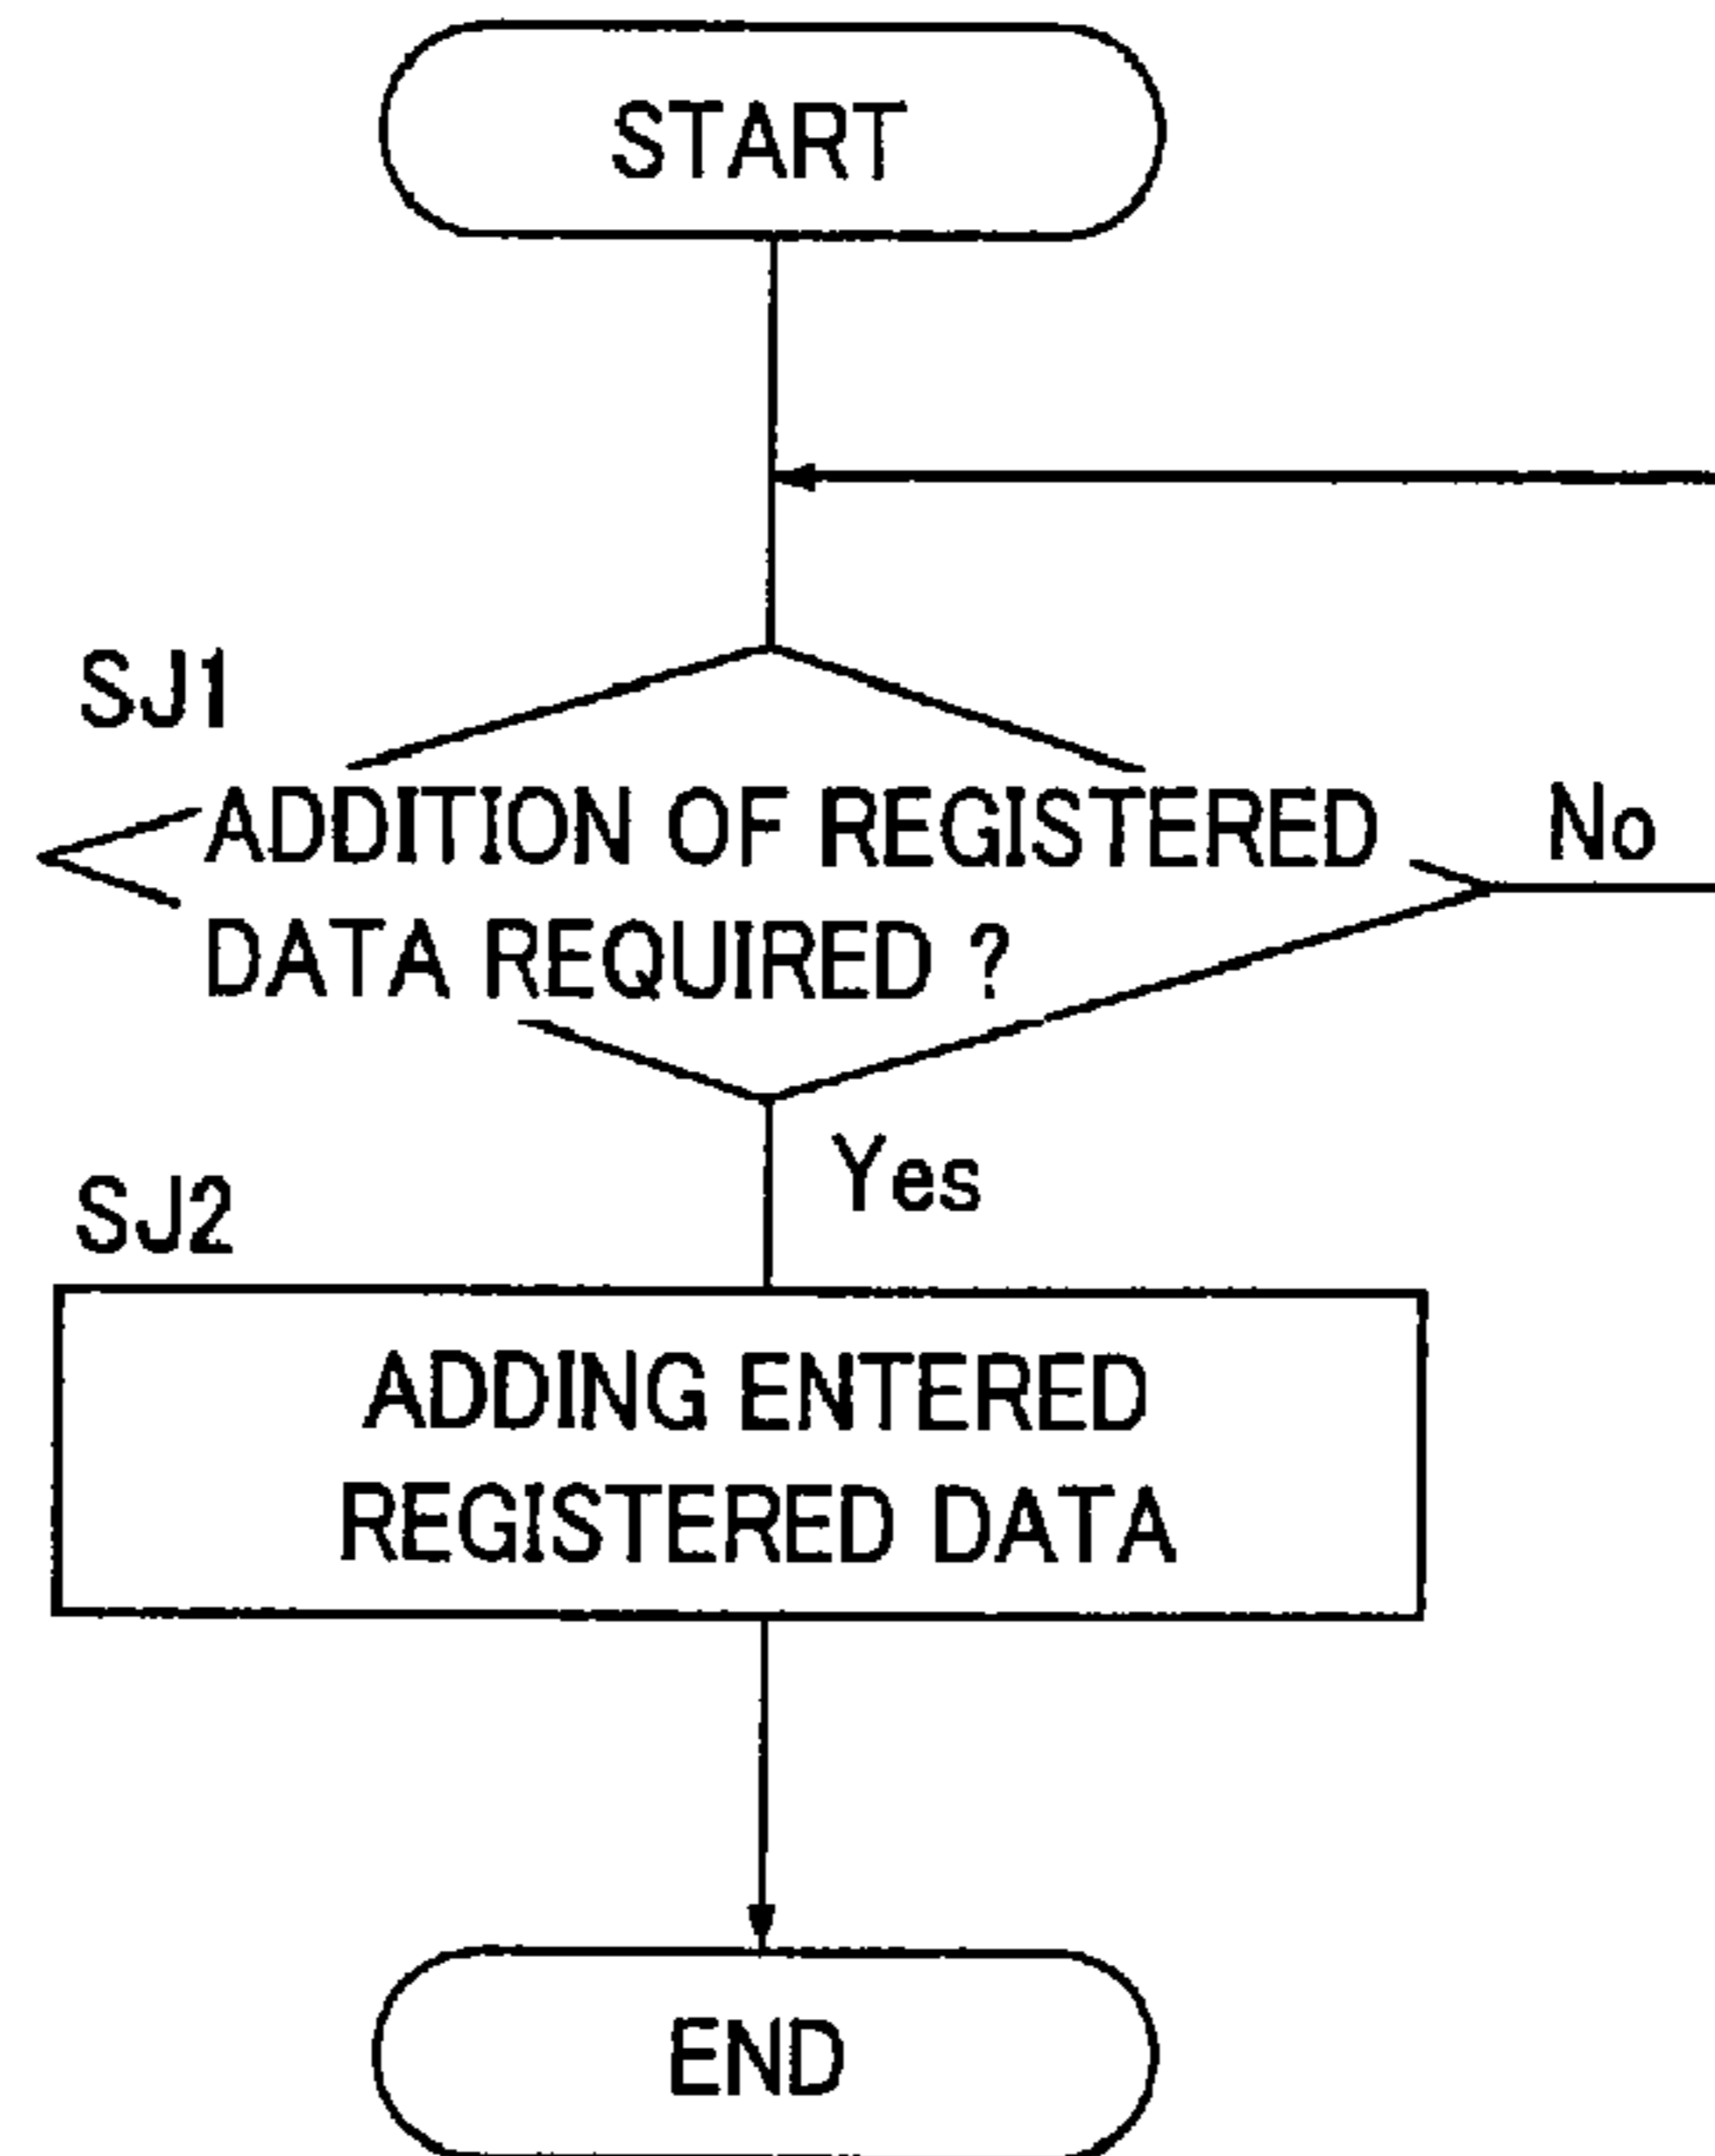 START
SJ1
ADDITION OF REGISTERED
DATA REQUIRED ?
No
Yes
SJ2
ADDING ENTERED
REGISTERED DATA
END